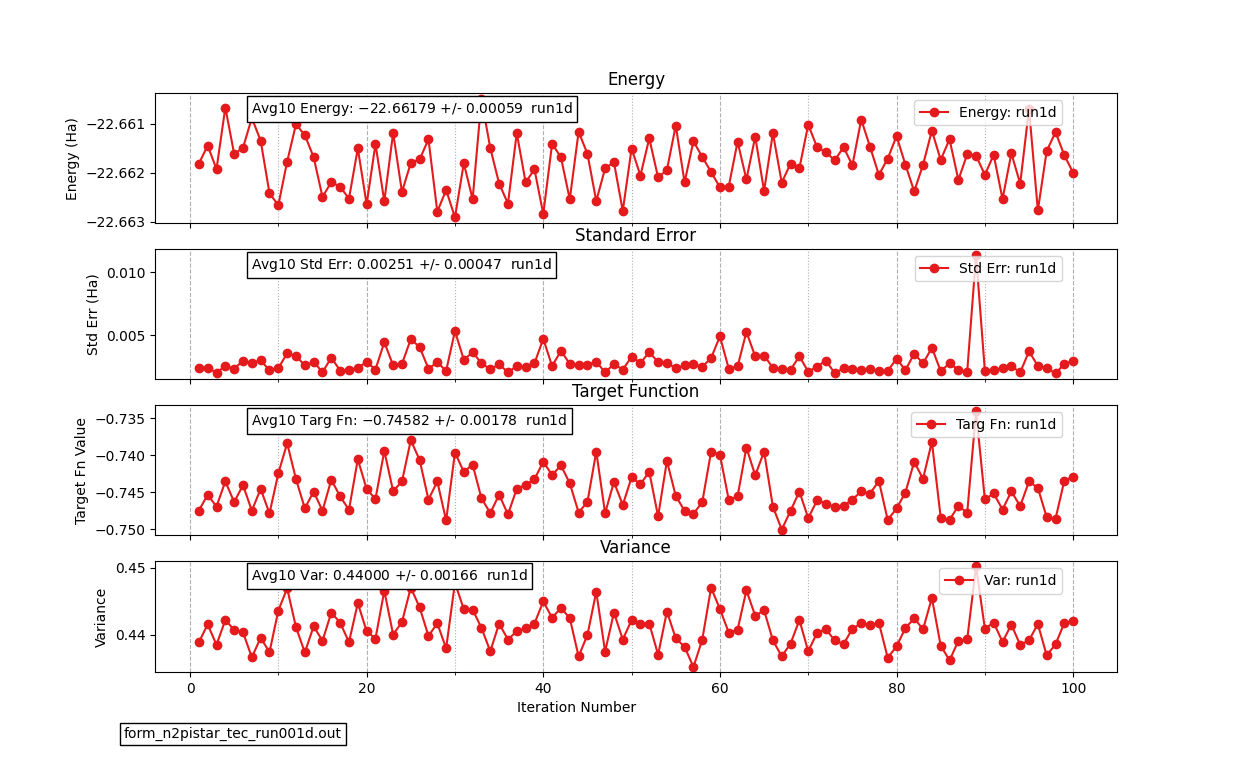 Energy
Avg10 Energy: −22.66179 +/- 0.00059 run1d
Energy: run1d
Energy (Ha)
−22.661
−22.662
−22.663
Standard Error
Avg10 Std Err: 0.00251 +/- 0.00047 run1d
Std Err: run1d
Std Err (Ha)
0.010
0.005
Target Function
Avg10 Targ Fn: −0.74582 +/- 0.00178 run1d
Targ Fn: run1d
Target Fn Value
−0.735
−0.740
−0.745
−0.750
Variance
Avg10 Var: 0.44000 +/- 0.00166 run1d
Var: run1d
Variance
0.45
0.44
0 20 40 60 80 100
Iteration Number
form_n2pistar_tec_run001d.out